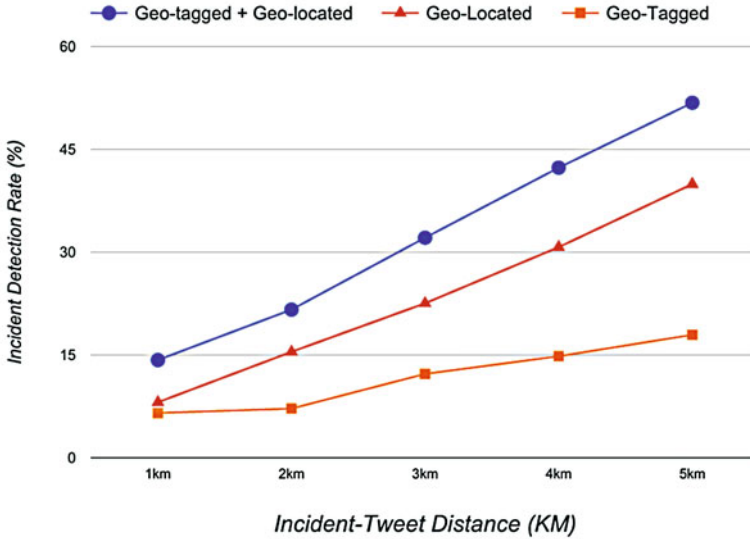 Geo-tagged + Geo-located Geo-Located Geo-Tagged
60
45
30
15
0
Incident Detection Rate (%)
1km 2km 3km 4km 5km
Incident-Tweet Distance (KM)